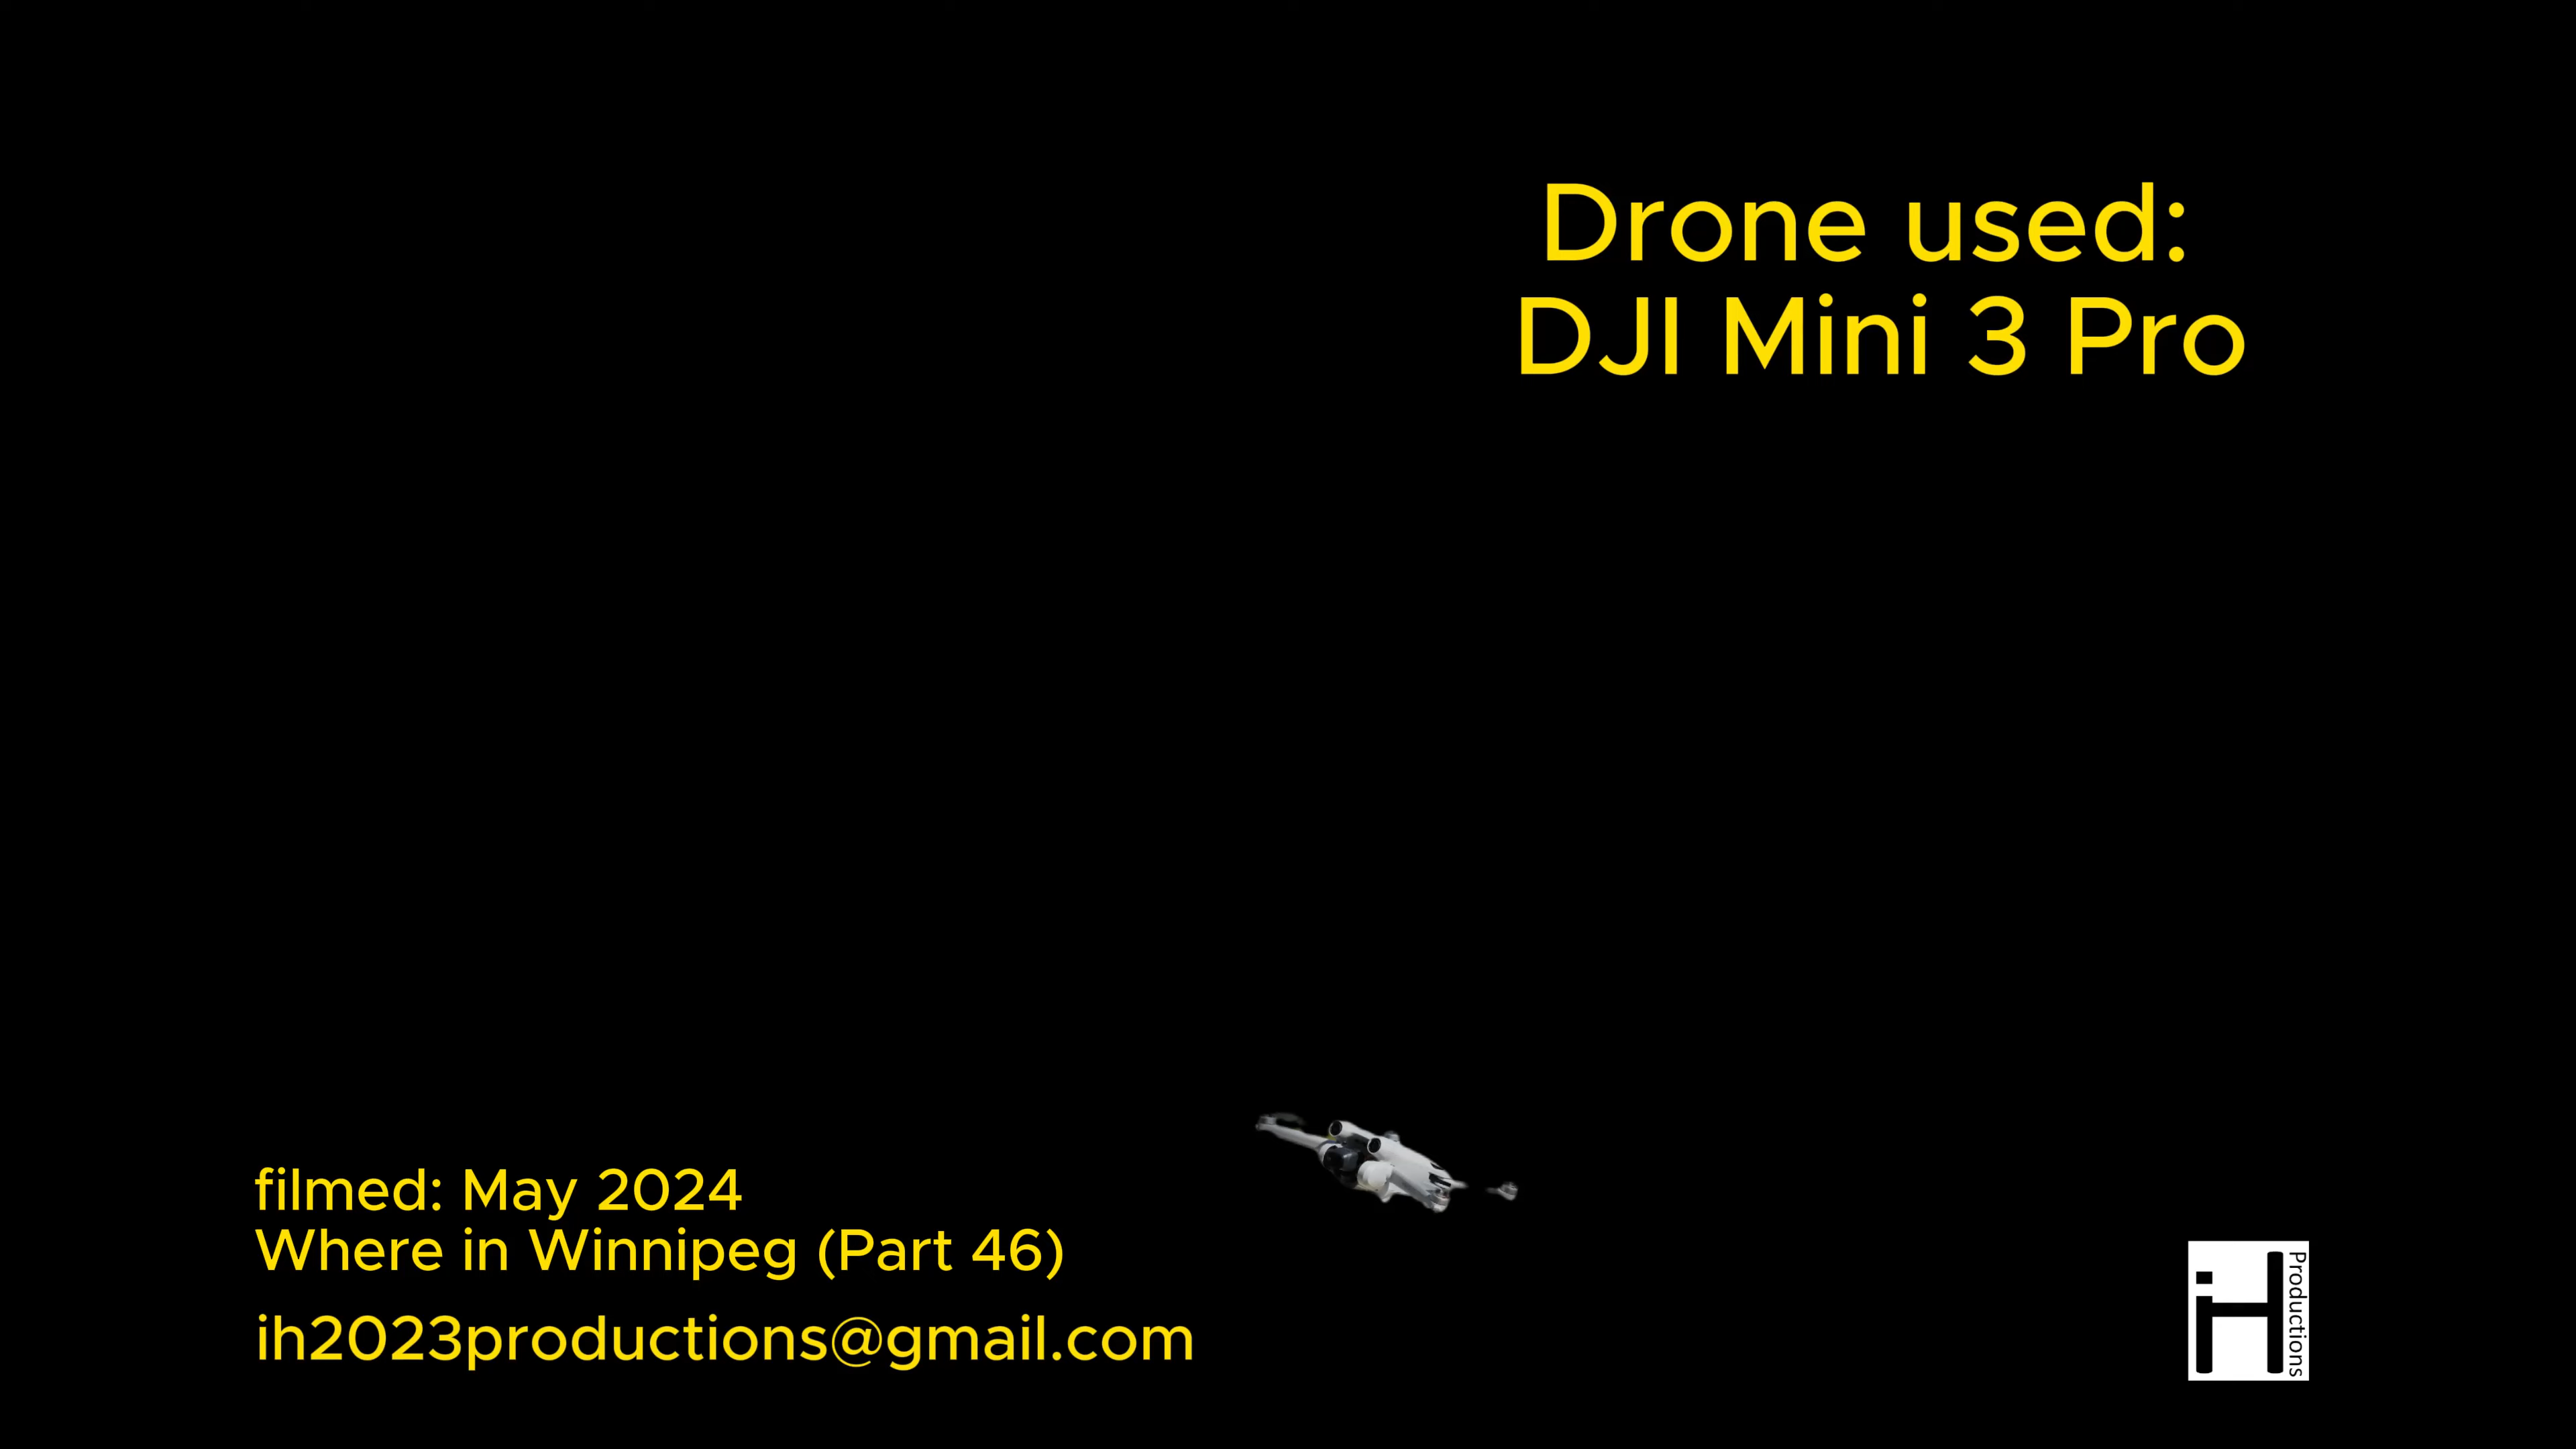 Drone used:
DJI Mini 3 Pro
filmed: May 2024
Where in Winnipeg (Part 46)
ih2023productions@gmail.com
iH
Productions